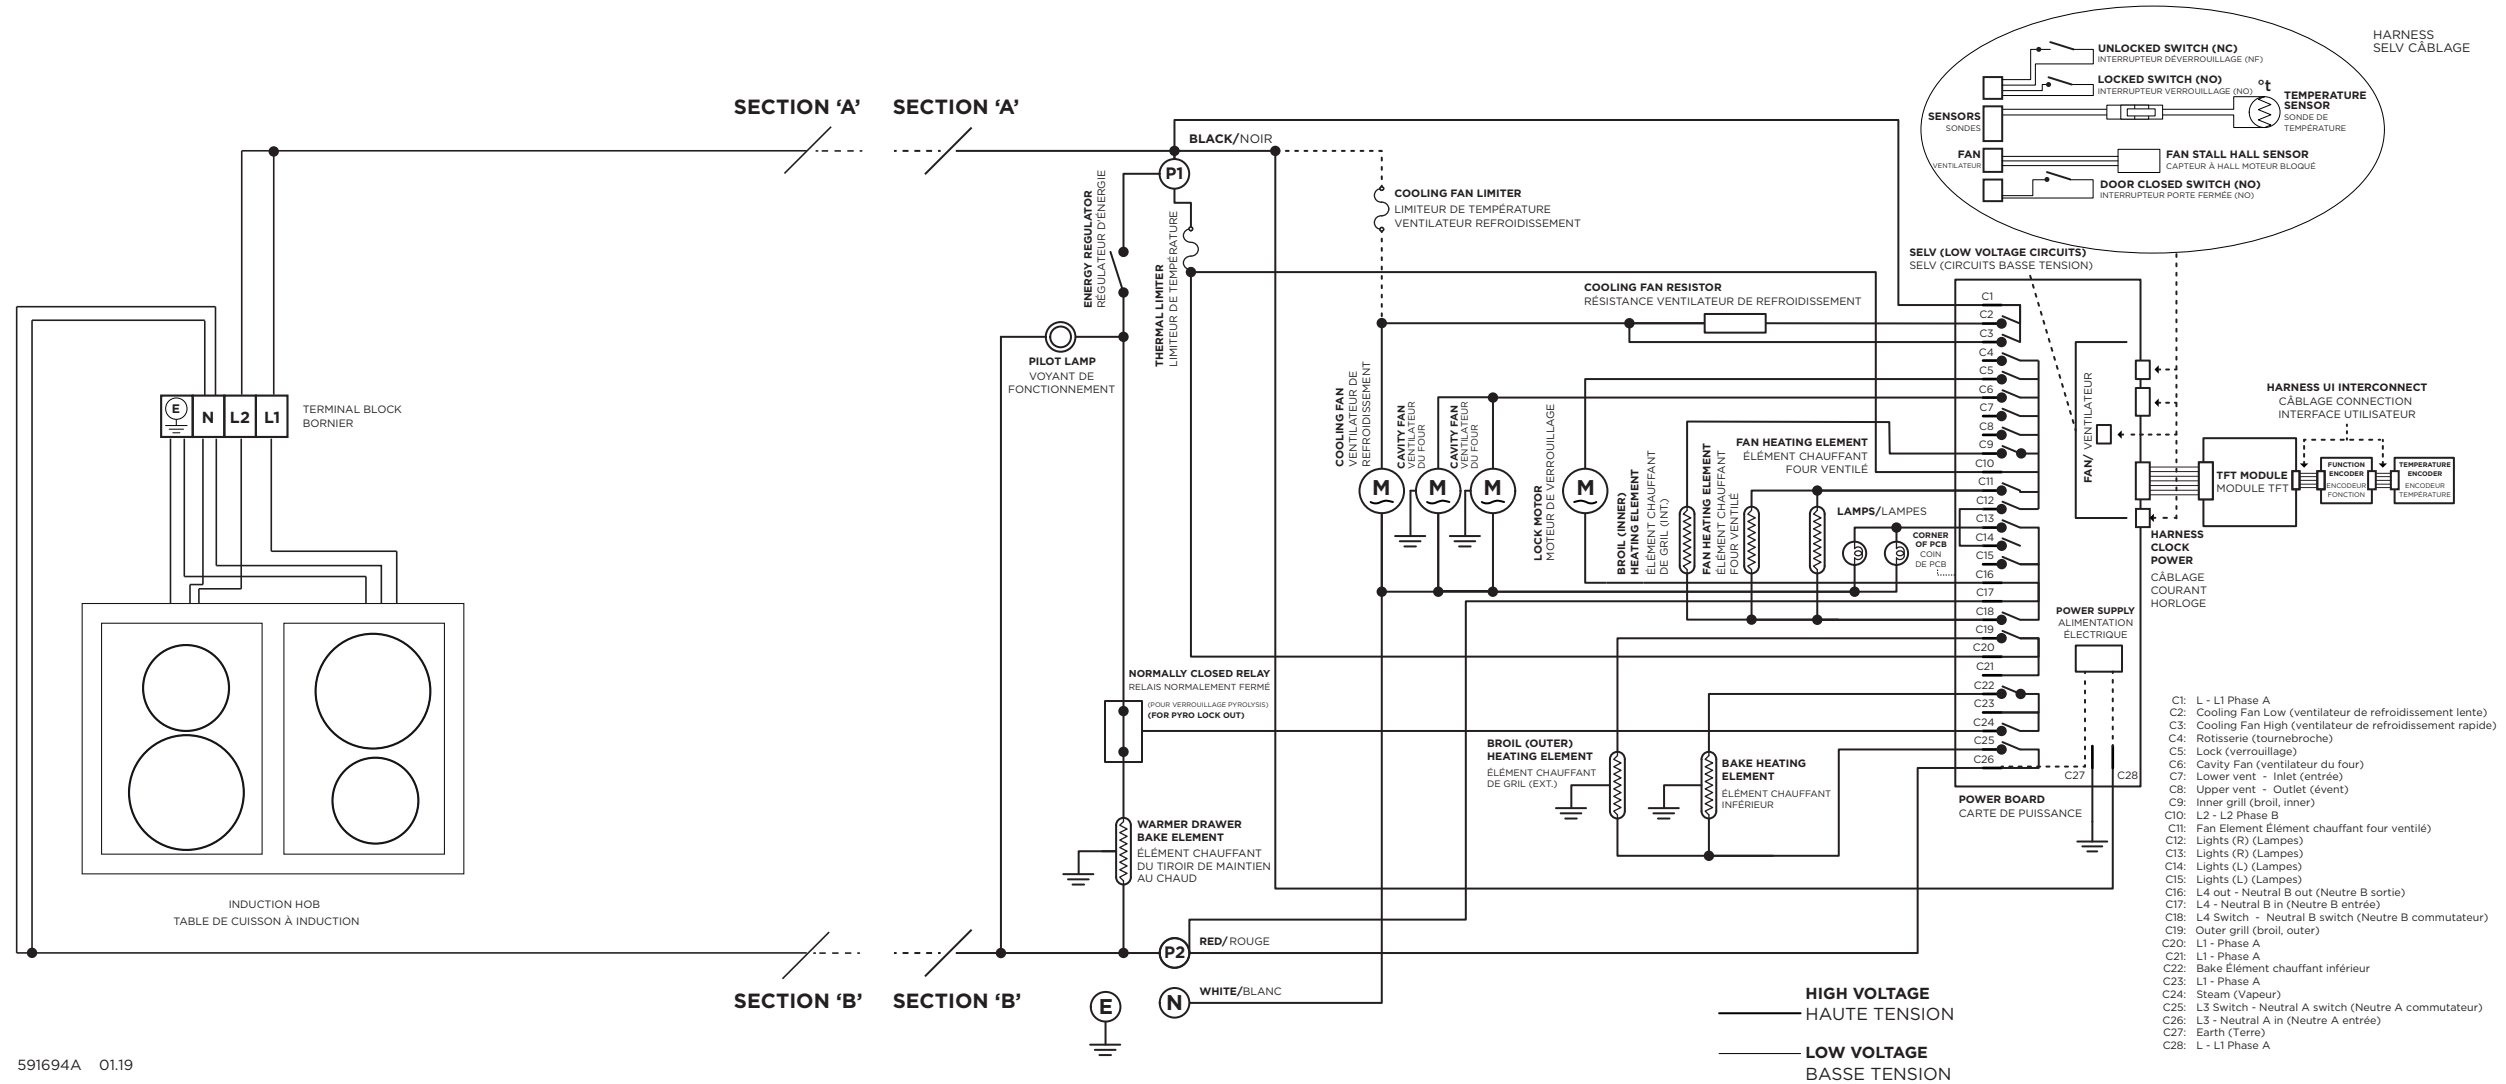 HARNESS
SELV CÂBLAGE
UNLOCKED SWITCH (NC)
INTERRUPTEUR DÉVERROUILLAGE (NF)
LOCKED SWITCH (NO)
INTERRUPTEUR VERROUILLAGE (NO)
°t
TEMPERATURE
SENSOR
SONDE DE
TEMPÉRATURE
SENSORS
SONDES
FAN
VENTILATEUR
FAN STALL HALL SENSOR
CAPTEUR À HALL MOTEUR BLOQUÉ
DOOR CLOSED SWITCH (NO)
INTERRUPTEUR PORTE FERMÉE (NO)
SECTION ‘A’
SECTION ‘A’
BLACK/NOIR
P1
ENERGY REGULATOR
RÉGULATEUR D’ÉNERGIE
THERMAL LIMITER
LIMITEUR DE TEMPÉRATURE
COOLING FAN LIMITER
LIMITEUR DE TEMPÉRATURE
VENTILATEUR REFROIDISSEMENT
SELV (LOW VOLTAGE CIRCUITS)
SELV (CIRCUITS BASSE TENSION)
COOLING FAN RESISTOR
RÉSISTANCE VENTILATEUR DE REFROIDISSEMENT
PILOT LAMP
VOYANT DE
FONCTIONNEMENT
E
N
L2
L1
TERMINAL BLOCK
BORNIER
COOLING FAN
VENTILATEUR DE
REFROIDISSEMENT
CAVITY FAN
VENTILATEUR
DU FOUR
CAVITY FAN
VENTILATEUR
DU FOUR
M
M
M
M
LOCK MOTOR
MOTEUR DE VERROUILLAGE
BROIL (INNER)
HEATING ELEMENT
ÉLÉMENT CHAUFFANT
DE GRIL (INT.)
FAN HEATING ELEMENT
ÉLÉMENT CHAUFFANT
FOUR VENTILÉ
FAN HEATING ELEMENT
ÉLÉMENT CHAUFFANT
FOUR VENTILÉ
LAMPS/LAMPES
CORNER
OF PCB
COIN
DE PCB
C1
C2
C3
C4
C5
C6
C7
C8
C9
C10
C11
C12
C13
C14
C15
C16
C17
C18
C19
C20
C21
C22
C23
C24
C25
C26
C27
C28
FAN/ VENTILATEUR
HARNESS UI INTERCONNECT
CÂBLAGE CONNECTION
INTERFACE UTILISATEUR
TFT MODULE
MODULE TFT
FUNCTION
ENCODER
ENCODEUR
FONCTION
TEMPERATURE
ENCODER
ENCODEUR
TEMPÉRATURE
HARNESS
CLOCK
POWER
CÂBLAGE
COURANT
HORLOGE
POWER SUPPLY
ALIMENTATION
ÉLECTRIQUE
POWER BOARD
CARTE DE PUISSANCE
NORMALLY CLOSED RELAY
RELAIS NORMALEMENT FERMÉ
(POUR VERROUILLAGE PYROLYSIS)
(FOR PYRO LOCK OUT)
BROIL (OUTER)
HEATING ELEMENT
ÉLÉMENT CHAUFFANT
DE GRIL (EXT.)
BAKE HEATING
ELEMENT
ÉLÉMENT CHAUFFANT
INFÉRIEUR
WARMER DRAWER
BAKE ELEMENT
ÉLÉMENT CHAUFFANT
DU TIROIR DE MAINTIEN
AU CHAUD
INDUCTION HOB
TABLE DE CUISSON À INDUCTION
P2
RED/ROUGE
N
WHITE/BLANC
E
SECTION ‘B’
SECTION ‘B’
HIGH VOLTAGE
HAUTE TENSION
LOW VOLTAGE
BASSE TENSION
C1: L - L1 Phase A
C2: Cooling Fan Low (ventilateur de refroidissement lente)
C3: Cooling Fan High (ventilateur de refroidissement rapide)
C4: Rotisserie (tournebroche)
C5: Lock (verrouillage)
C6: Cavity Fan (ventilateur du four)
C7: Lower vent - Inlet (entrée)
C8: Upper vent - Outlet (évent)
C9: Inner grill (broil, inner)
C10: L2 - L2 Phase B
C11: Fan Element Élément chauffant four ventilé)
C12: Lights (R) (Lampes)
C13: Lights (R) (Lampes)
C14: Lights (L) (Lampes)
C15: Lights (L) (Lampes)
C16: L4 out - Neutral B out (Neutre B sortie)
C17: L4 - Neutral B in (Neutre B entrée)
C18: L4 Switch - Neutral B switch (Neutre B commutateur)
C19: Outer grill (broil, outer)
C20: L1 - Phase A
C21: L1 - Phase A
C22: Bake Élément chauffant inférieur
C23: L1 - Phase A
C24: Steam (Vapeur)
C25: L3 Switch - Neutral A switch (Neutre A commutateur)
C26: L3 - Neutral A in (Neutre A entrée)
C27: Earth (Terre)
C28: L - L1 Phase A
591694A 01.19